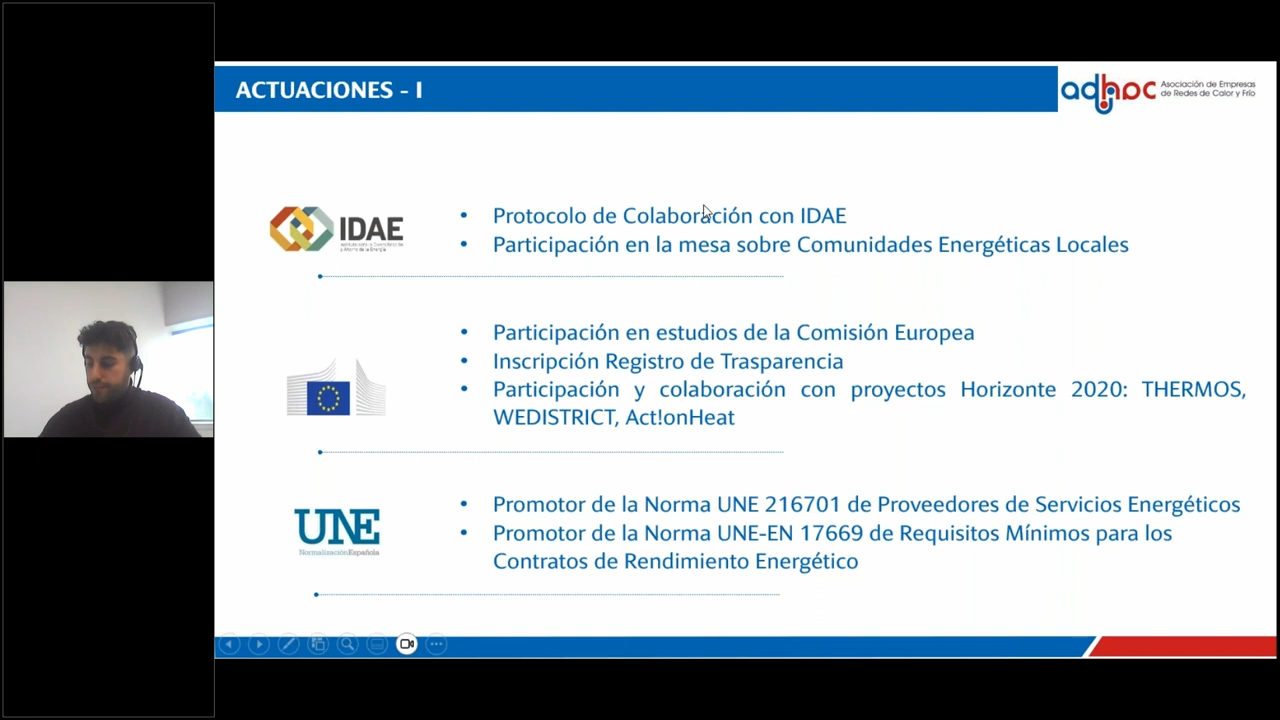 ACTUACIONES - I
adhoc Asociación de Empresas
de Redes de Calor y Frío
IDAE
• Protocolo de Colaboración con IDAE
• Participación en la mesa sobre Comunidades Energéticas Locales
• Participación en estudios de la Comisión Europea
• Inscripción Registro de Trasparencia
• Participación y colaboración con proyectos Horizonte 2020: THERMOS,
WEDISTRICT, Act!onHeat
UNE
Normalización Española
• Promotor de la Norma UNE 216701 de Proveedores de Servicios Energéticos
• Promotor de la Norma UNE-EN 17669 de Requisitos Mínimos para los
Contratos de Rendimiento Energético